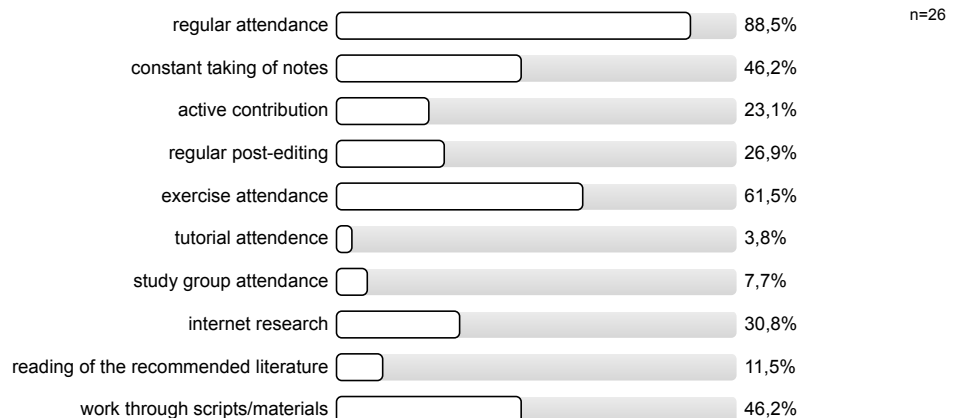 n=26
regular attendance 88,5%
constant taking of notes 46,2%
active contribution 23,1%
regular post-editing 26,9%
exercise attendance 61,5%
tutorial attendence 3,8%
study group attendance 7,7%
internet research 30,8%
reading of the recommended literature 11,5%
work through scripts/materials 46,2%